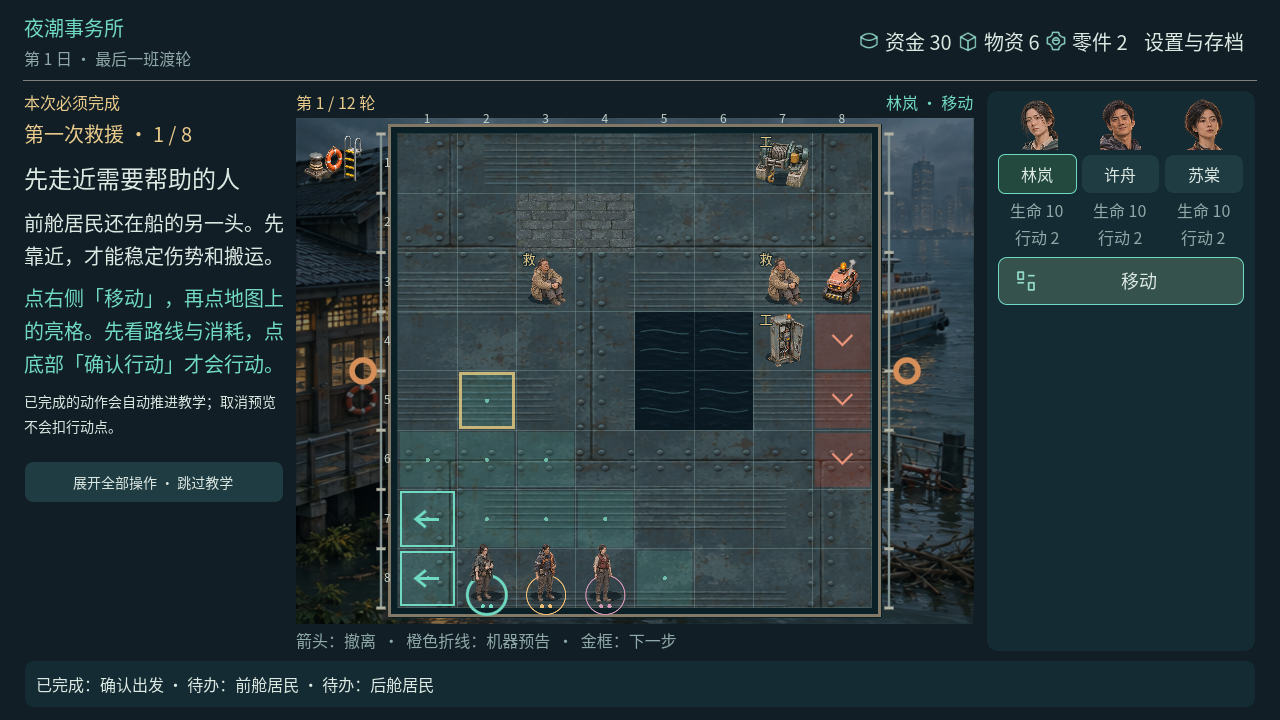 夜潮事务所
第 1 日 · 最后一班渡轮
资金 30 物资 6 零件 2 设置与存档
本次必须完成
第一次救援 · 1 / 8
先走近需要帮助的人
前舱居民还在船的另一头。先
靠近，才能稳定伤势和搬运。
点右侧「移动」，再点地图上
的亮格。先看路线与消耗，点
底部「确认行动」才会行动。
已完成的动作会自动推进教学；取消预览
不会扣行动点。
展开全部操作 · 跳过教学
第 1 / 12 轮
林岚 · 移动
1 2 3 4 5 6 7 8
1
工
2
3
救
救
4
工
5
6
7
8
箭头：撤离 · 橙色折线：机器预告 · 金框：下一步
林岚 许舟 苏棠
生命 10 生命 10 生命 10
行动 2 行动 2 行动 2
移动
已完成：确认出发 · 待办：前舱居民 · 待办：后舱居民